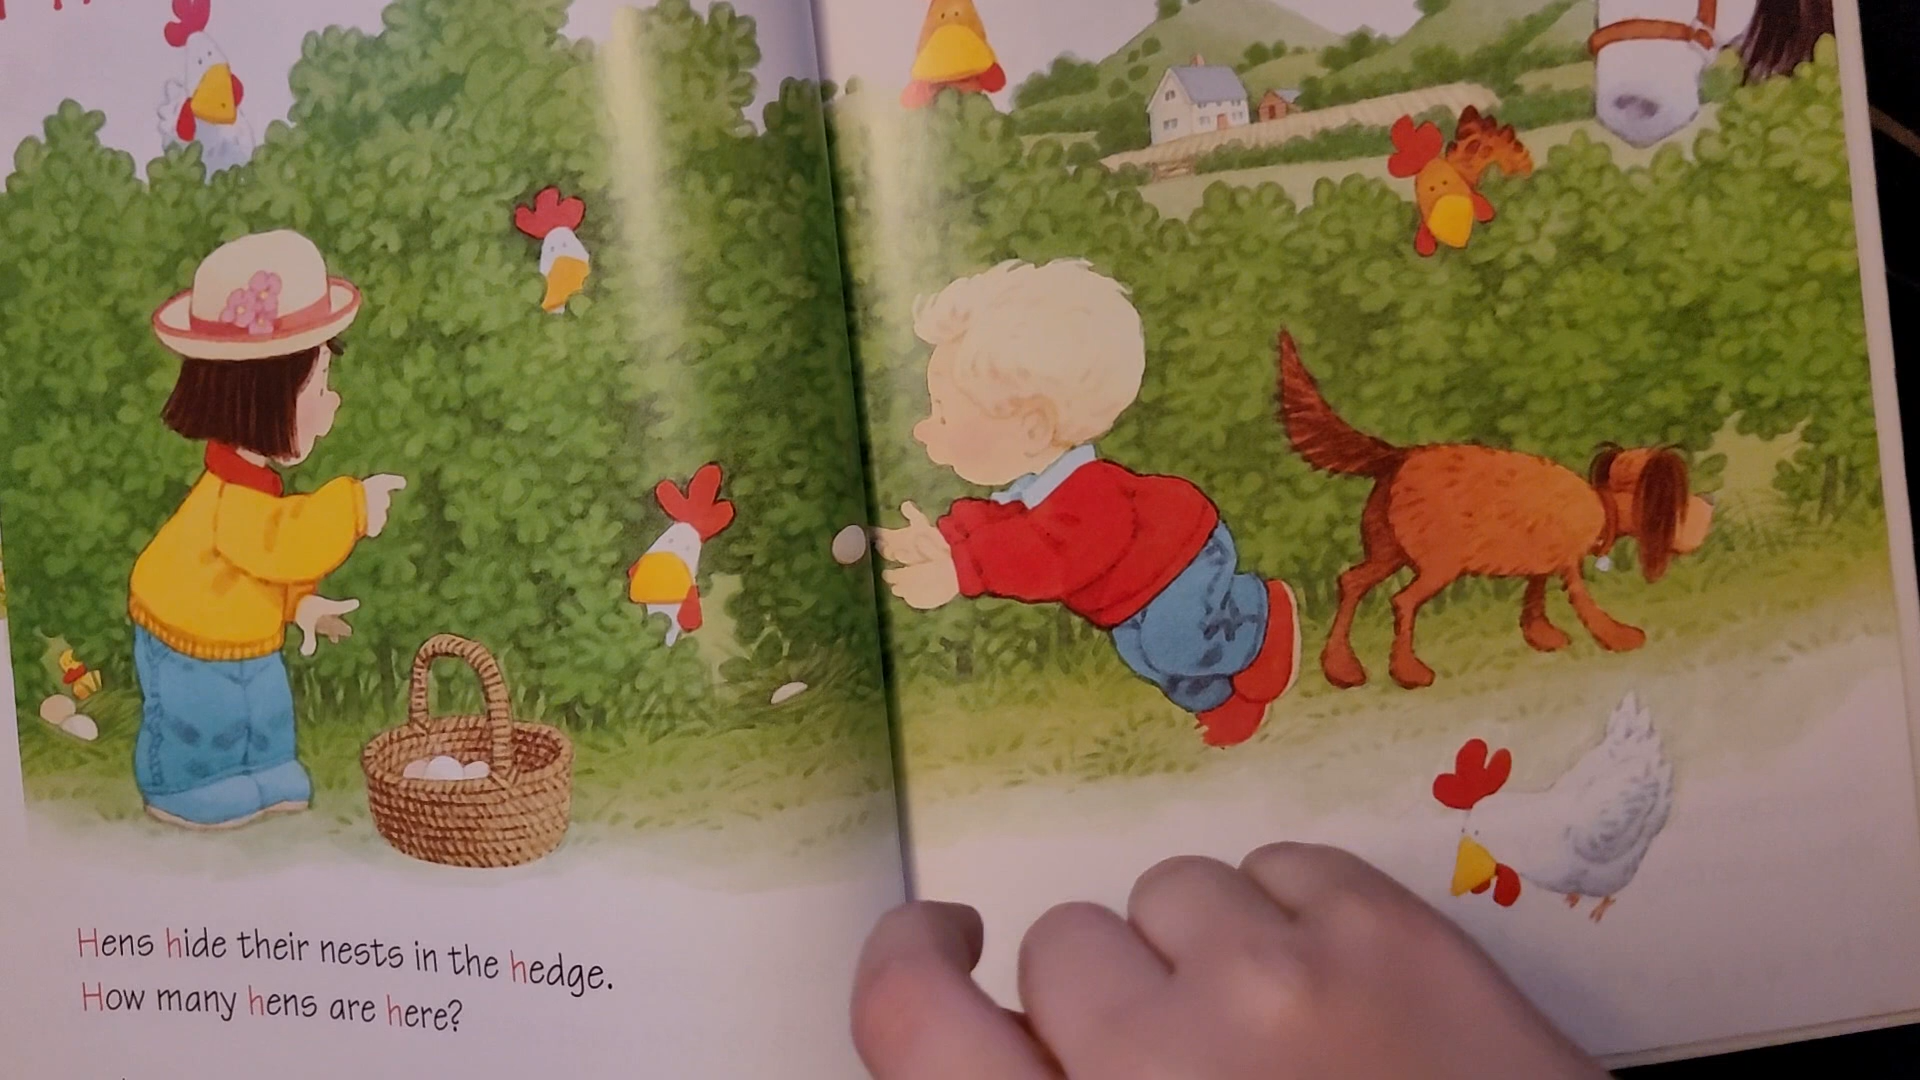 Hens hide their nests in the hedge.
How many hens are here?